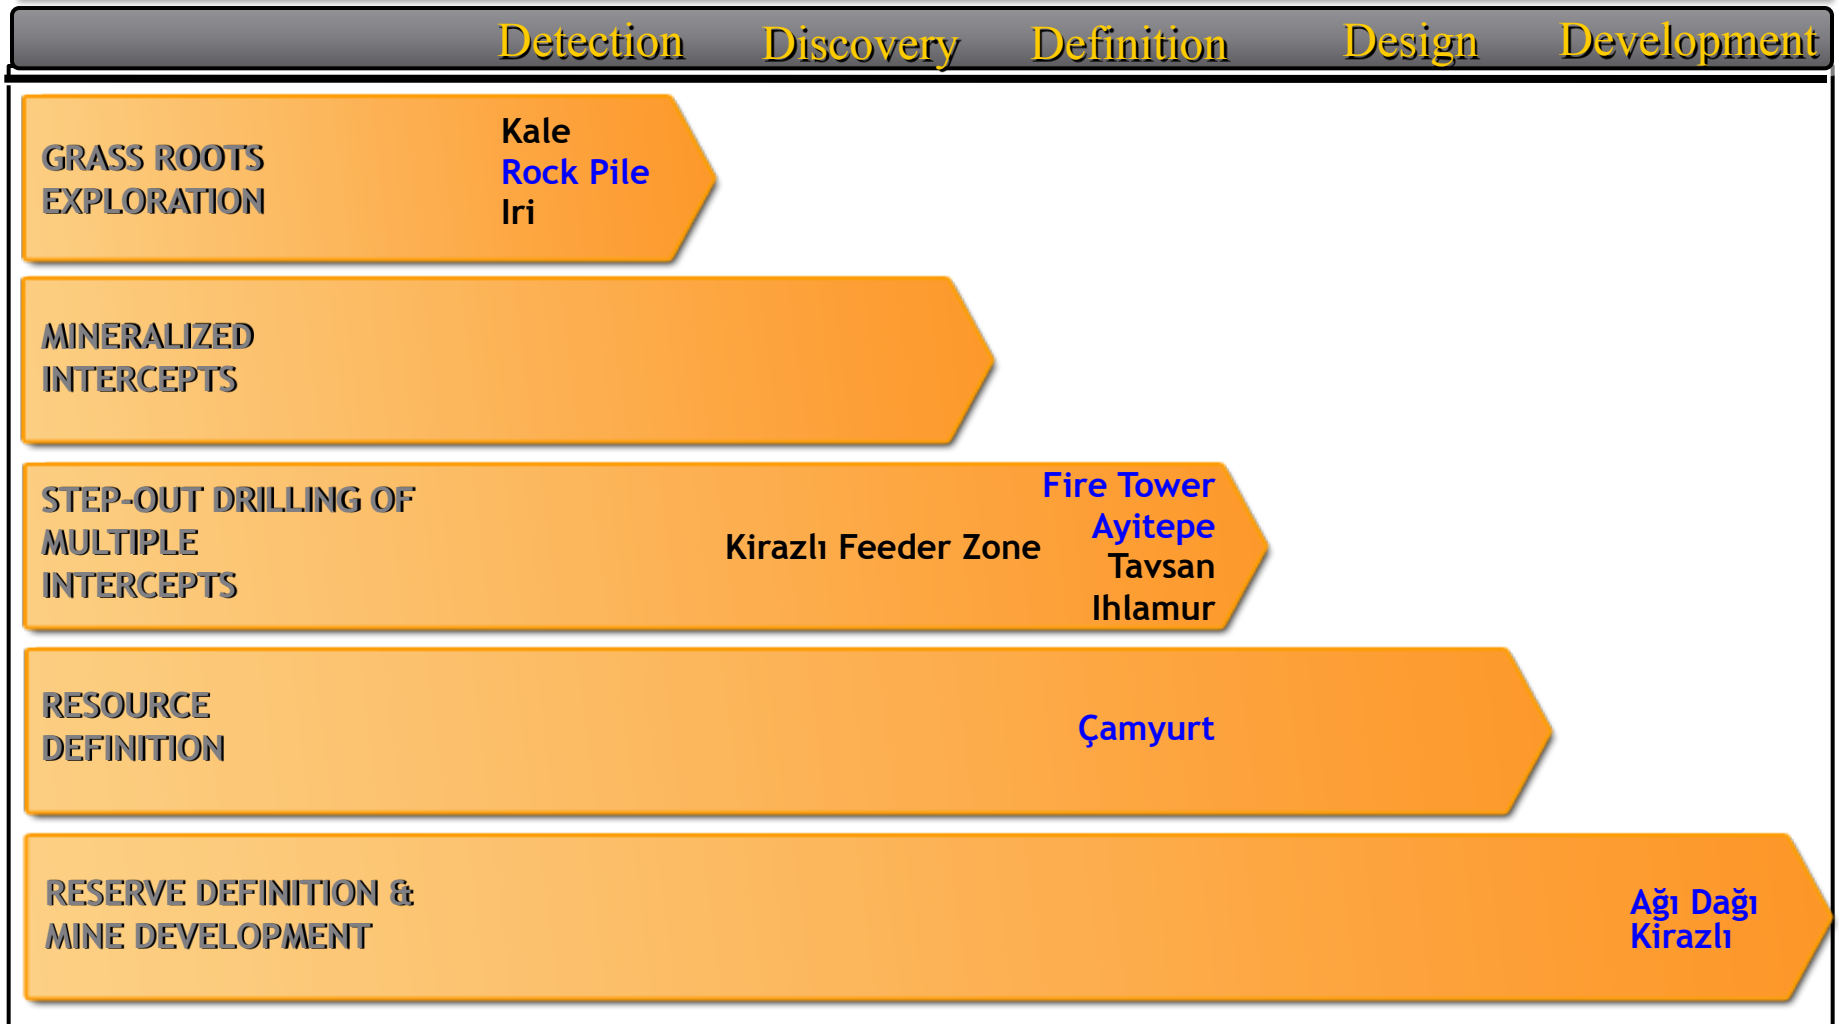 Detection Discovery Definition Design Development
GRASS ROOTS
EXPLORATION
Kale
Rock Pile
Iri
MINERALIZED
INTERCEPTS
STEP-OUT DRILLING OF
MULTIPLE
INTERCEPTS
Kirazlı Feeder Zone
Fire Tower
Ayitepe
Tavsan
Ihlamur
RESOURCE
DEFINITION
Çamyurt
RESERVE DEFINITION &
MINE DEVELOPMENT
Ağı Dağı
Kirazlı